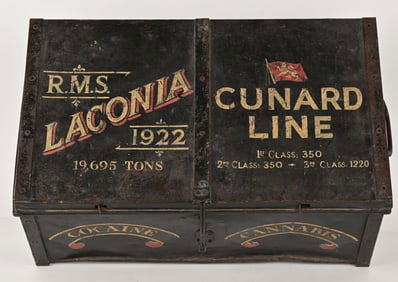 R.M.S.
LACONIA
1922
19,695 TONS
CUNARD
LINE
1st CLASS: 350
2nd CLASS: 350 - 3rd CLASS. 1220
COCAINE
CANNABIS